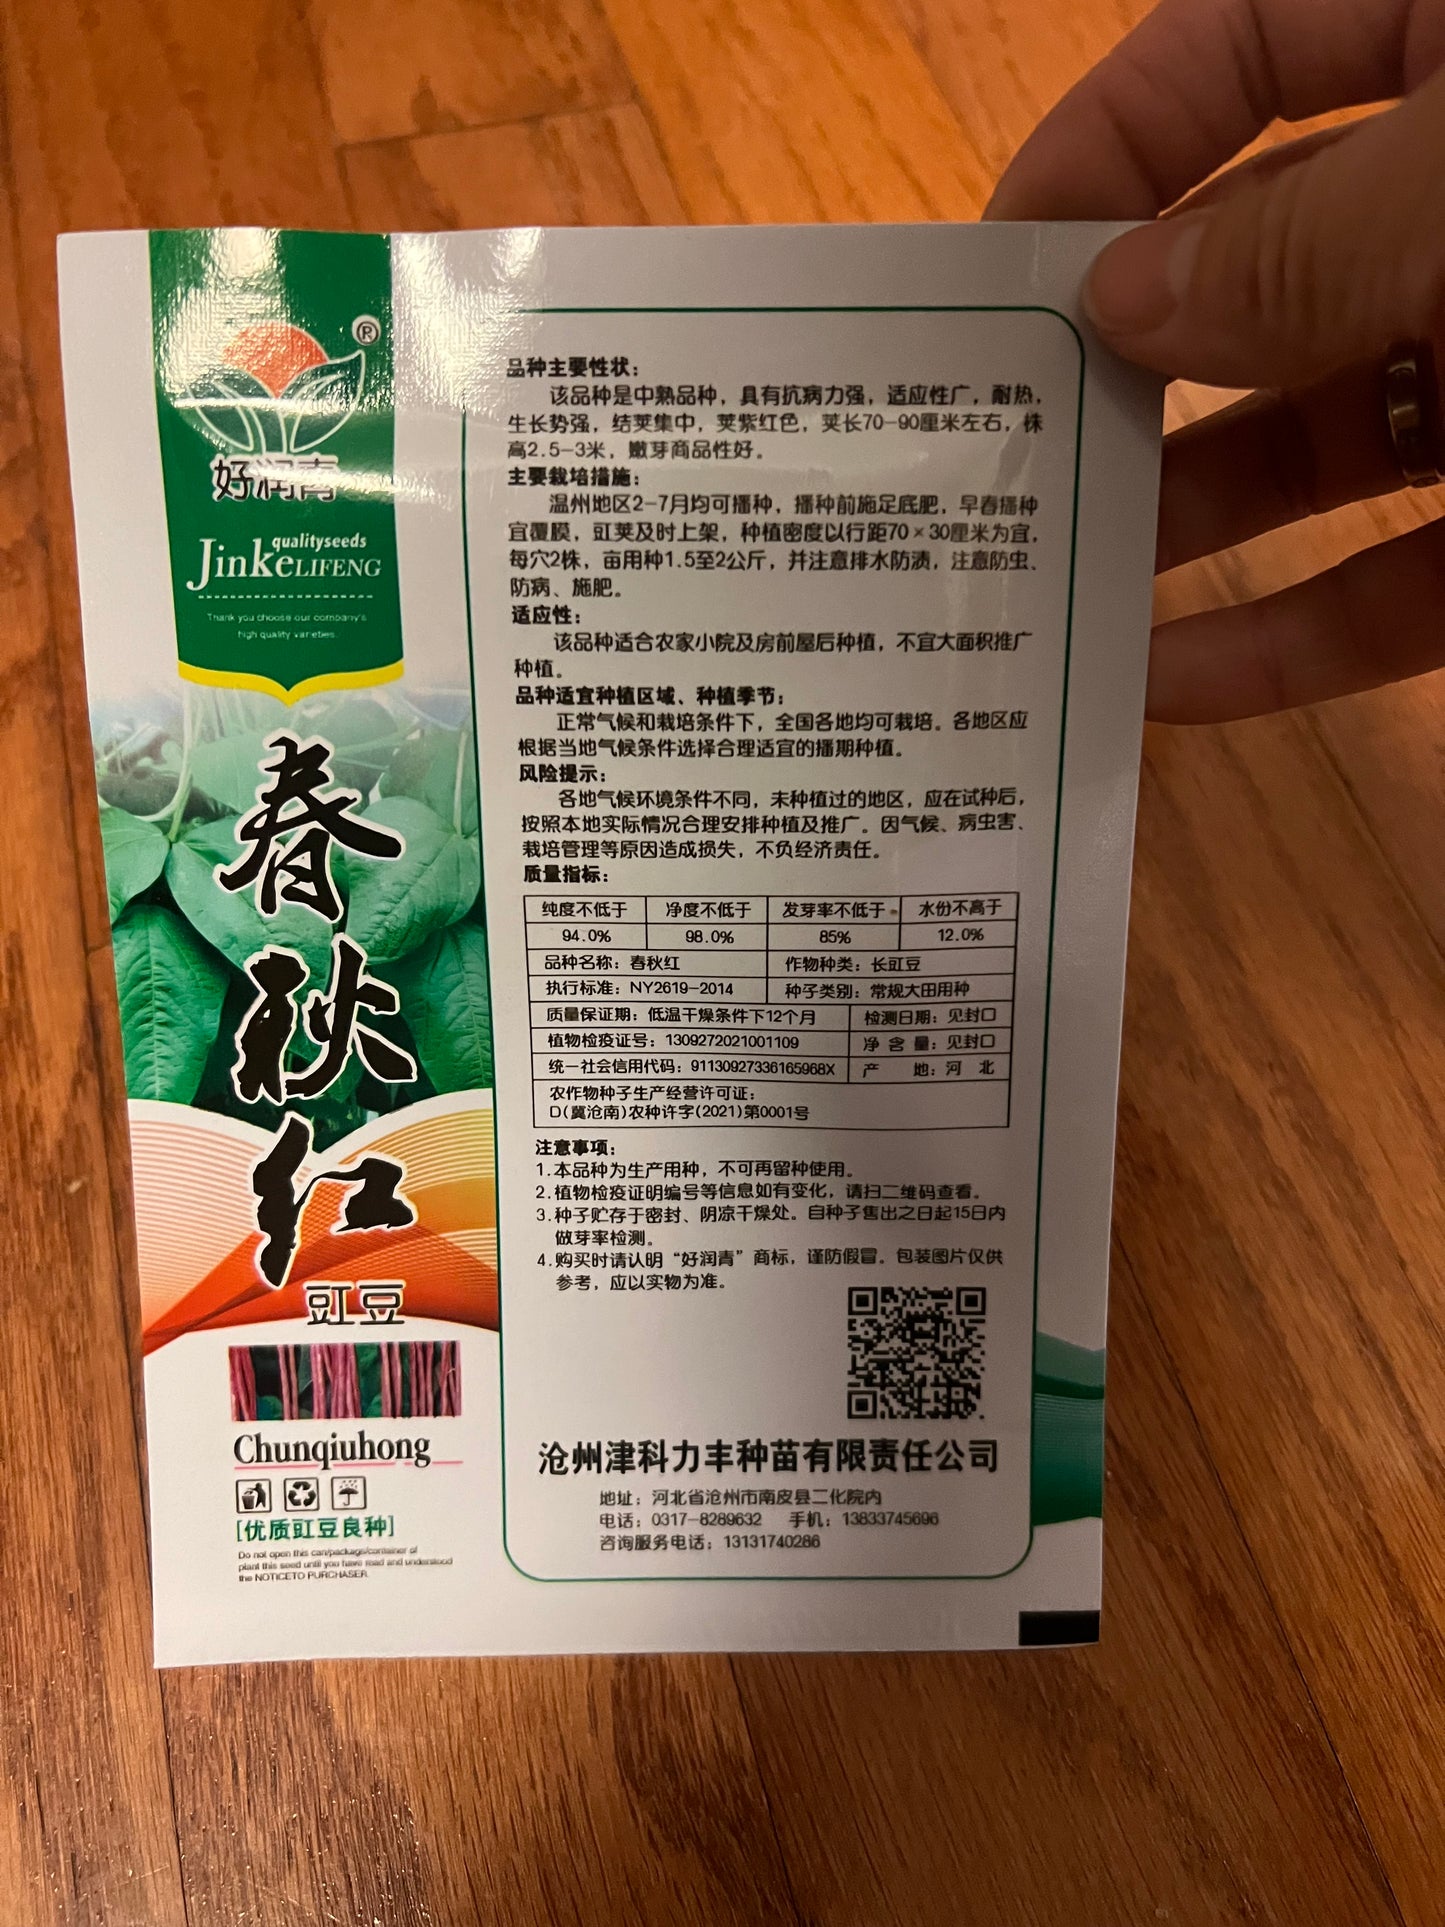 ®
好润青
qualityseeds
JinkeLIFENG
Thank you choose our company's
high quality varieties.
春秋红
豇豆
Chunqiuhong
[优质豇豆良种]
Do not open this can/package/container of
plant this seed until you have read and understood
the NOTICETO PURCHASER.
品种主要性状：
该品种是中熟品种，具有抗病力强，适应性广，耐热，
生长势强，结荚集中，荚紫红色，荚长70-90厘米左右，株
高2.5-3米，嫩芽商品性好。
主要栽培措施：
温州地区2-7月均可播种，播种前施足底肥，早春播种
宜覆膜，豇荚及时上架，种植密度以行距70×30厘米为宜，
每穴2株，亩用种1.5至2公斤，并注意排水防渍，注意防虫、
防病、施肥。
适应性：
该品种适合农家小院及房前屋后种植，不宜大面积推广
种植。
品种适宜种植区域、种植季节：
正常气候和栽培条件下，全国各地均可栽培。各地区应
根据当地气候条件选择合理适宜的播期种植。
风险提示：
各地气候环境条件不同，未种植过的地区，应在试种后，
按照本地实际情况合理安排种植及推广。因气候、病虫害、
栽培管理等原因造成损失，不负经济责任。
质量指标：
纯度不低于 净度不低于 发芽率不低于 水份不高于
94.0% 98.0% 85% 12.0%
品种名称：春秋红 作物种类：长豇豆
执行标准：NY2619-2014 种子类别：常规大田用种
质量保证期：低温干燥条件下12个月 检测日期：见封口
植物检疫证号：1309272021001109 净 含 量：见封口
统一社会信用代码：91130927336165968X 产 地：河 北
农作物种子生产经营许可证：
D(冀沧南)农种许字(2021)第0001号
注意事项：
1.本品种为生产用种，不可再留种使用。
2.植物检疫证明编号等信息如有变化，请扫二维码查看。
3.种子贮存于密封、阴凉干燥处。自种子售出之日起15日内
做芽率检测。
4.购买时请认明“好润青”商标，谨防假冒。包装图片仅供
参考，应以实物为准。
沧州津科力丰种苗有限责任公司
地址：河北省沧州市南皮县二化院内
电话：0317-8289632 手机：13833745696
咨询服务电话：13131740286